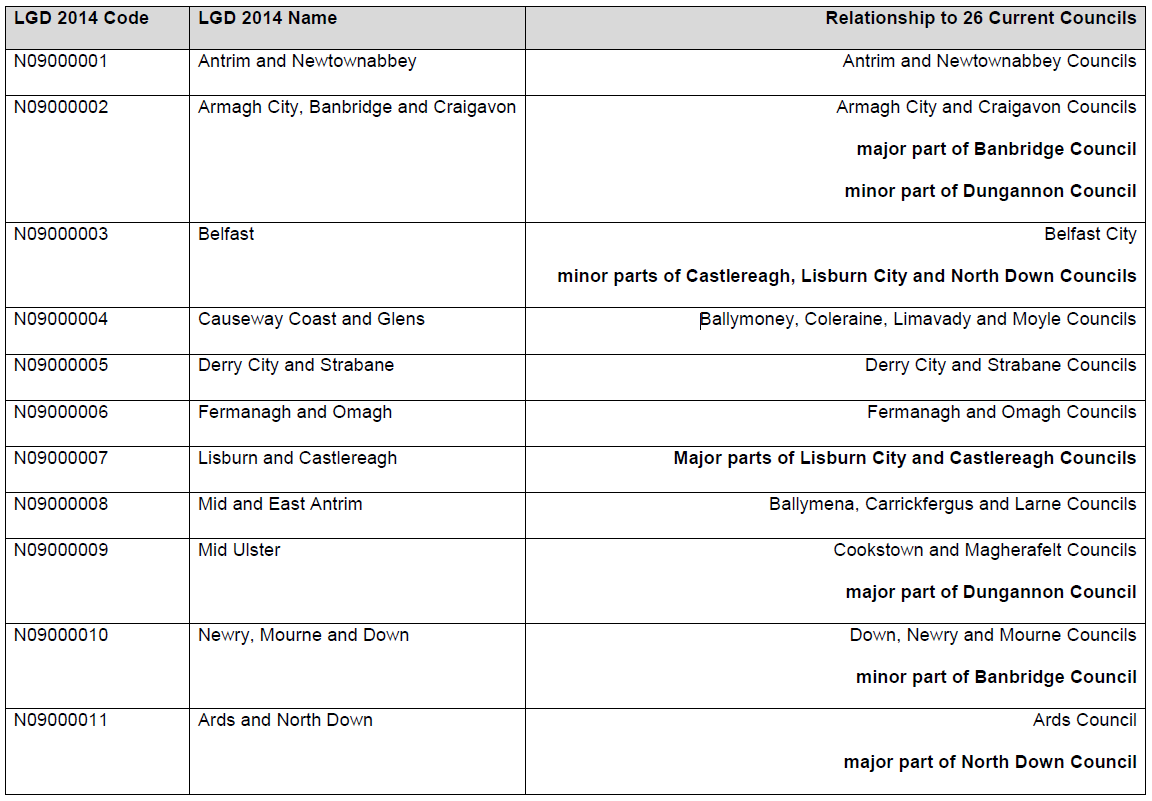 LGD 2014 Code LGD 2014 Name Relationship to 26 Current Councils
N09000001 Antrim and Newtownabbey Antrim and Newtownabbey Councils
N09000002 Armagh City, Banbridge and Craigavon Armagh City and Craigavon Councils
major part of Banbridge Council
minor part of Dungannon Council
N09000003 Belfast Belfast City
minor parts of Castlereagh, Lisburn City and North Down Councils
N09000004 Causeway Coast and Glens Ballymoney, Coleraine, Limavady and Moyle Councils
N09000005 Derry City and Strabane Derry City and Strabane Councils
N09000006 Fermanagh and Omagh Fermanagh and Omagh Councils
N09000007 Lisburn and Castlereagh Major parts of Lisburn City and Castlereagh Councils
N09000008 Mid and East Antrim Ballymena, Carrickfergus and Larne Councils
N09000009 Mid Ulster Cookstown and Magherafelt Councils
major part of Dungannon Council
N09000010 Newry, Mourne and Down Down, Newry and Mourne Councils
minor part of Banbridge Council
N09000011 Ards and North Down Ards Council
major part of North Down Council